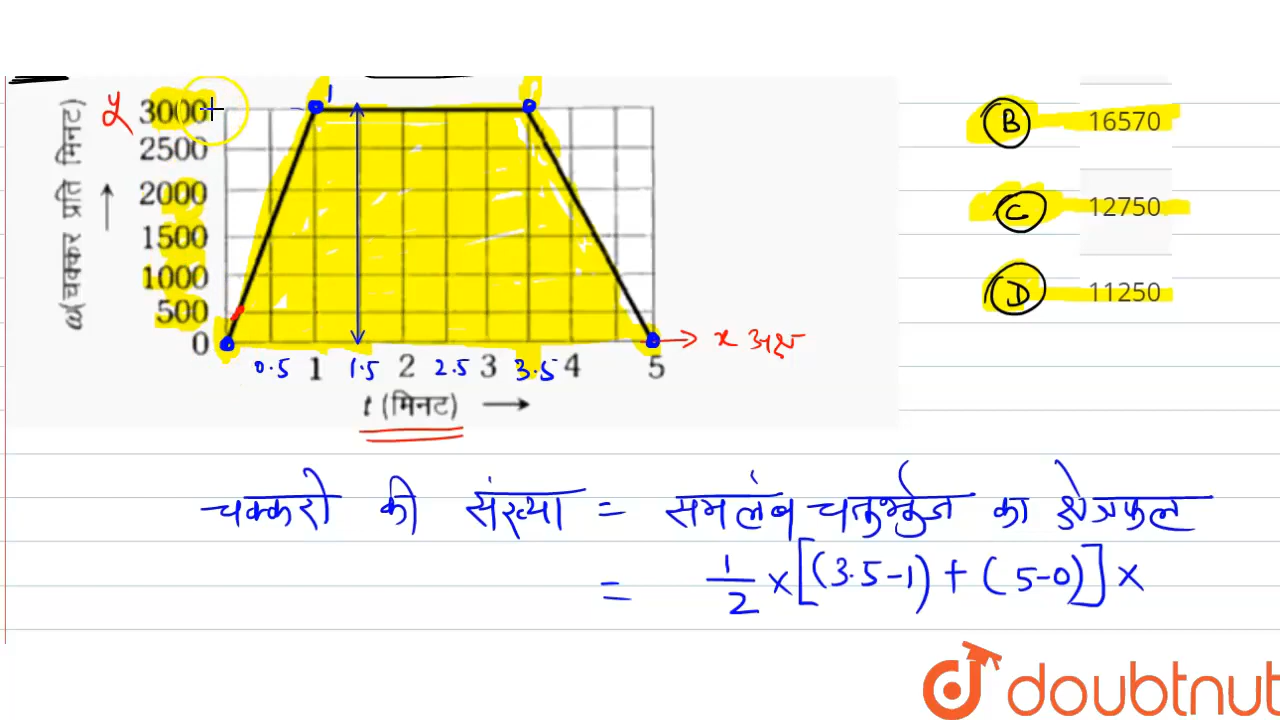 y 3000
1
2500
2000
1500
1000
500
0
ω(चक्कर प्रति मिनट)
0.5 1 1.5 2 2.5 3 3.5 4 5
x अक्ष
t (मिनट)
B 16570
C 12750
D 11250
चक्करो की संख्या = समलंब चतुर्भुज का क्षेत्रफल
= 1/2 × [(3.5-1) + (5-0)] ×
doubtnut